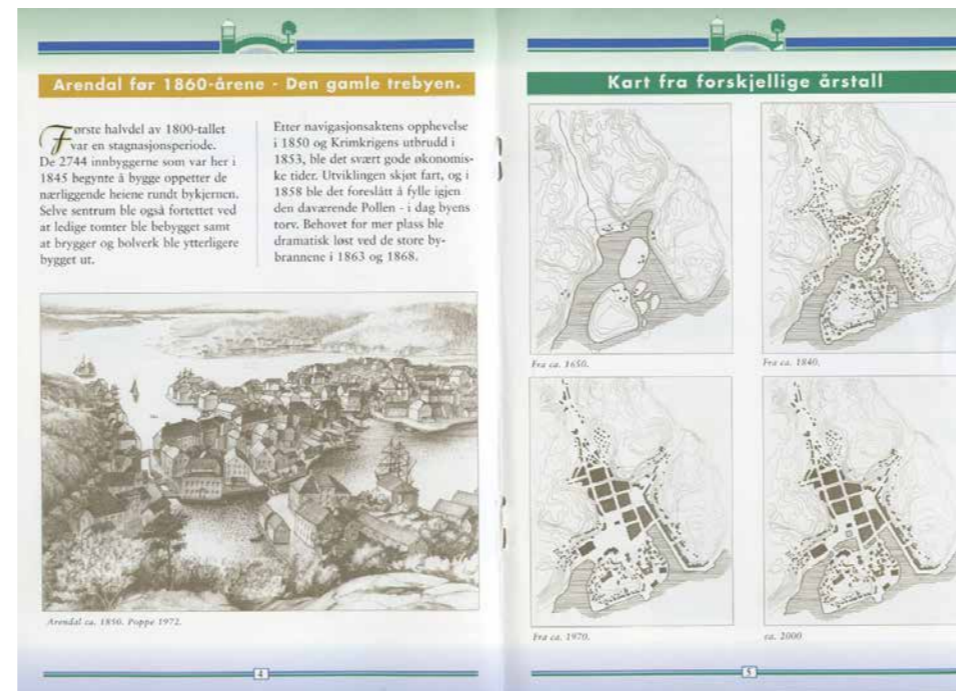 Arendal før 1860-årene - Den gamle trebyen.
Første halvdel av 1800-tallet
var en stagnasjonsperiode.
De 2744 innbyggerne som var her i
1845 begynte å bygge oppetter de
nærliggende heiene rundt bykjernen.
Selve sentrum ble også fortettet ved
at ledige tomter ble bebygget samt
at brygger og bolverk ble ytterligere
bygget ut.
Etter navigasjonsaktens opphevelse
i 1850 og Krimkrigens utbrudd i
1853, ble det svært gode økonomis-
ke tider. Utviklingen skjøt fart, og i
1858 ble det foreslått å fylle igjen
den daværende Pollen - i dag byens
torv. Behovet for mer plass ble
dramatisk løst ved de store by-
brannene i 1863 og 1868.
Arendal ca. 1850. Poppe 1972.
4
Kart fra forskjellige årstall
Fra ca. 1650.
Fra ca. 1840.
Fra ca. 1970.
ca. 2000
5